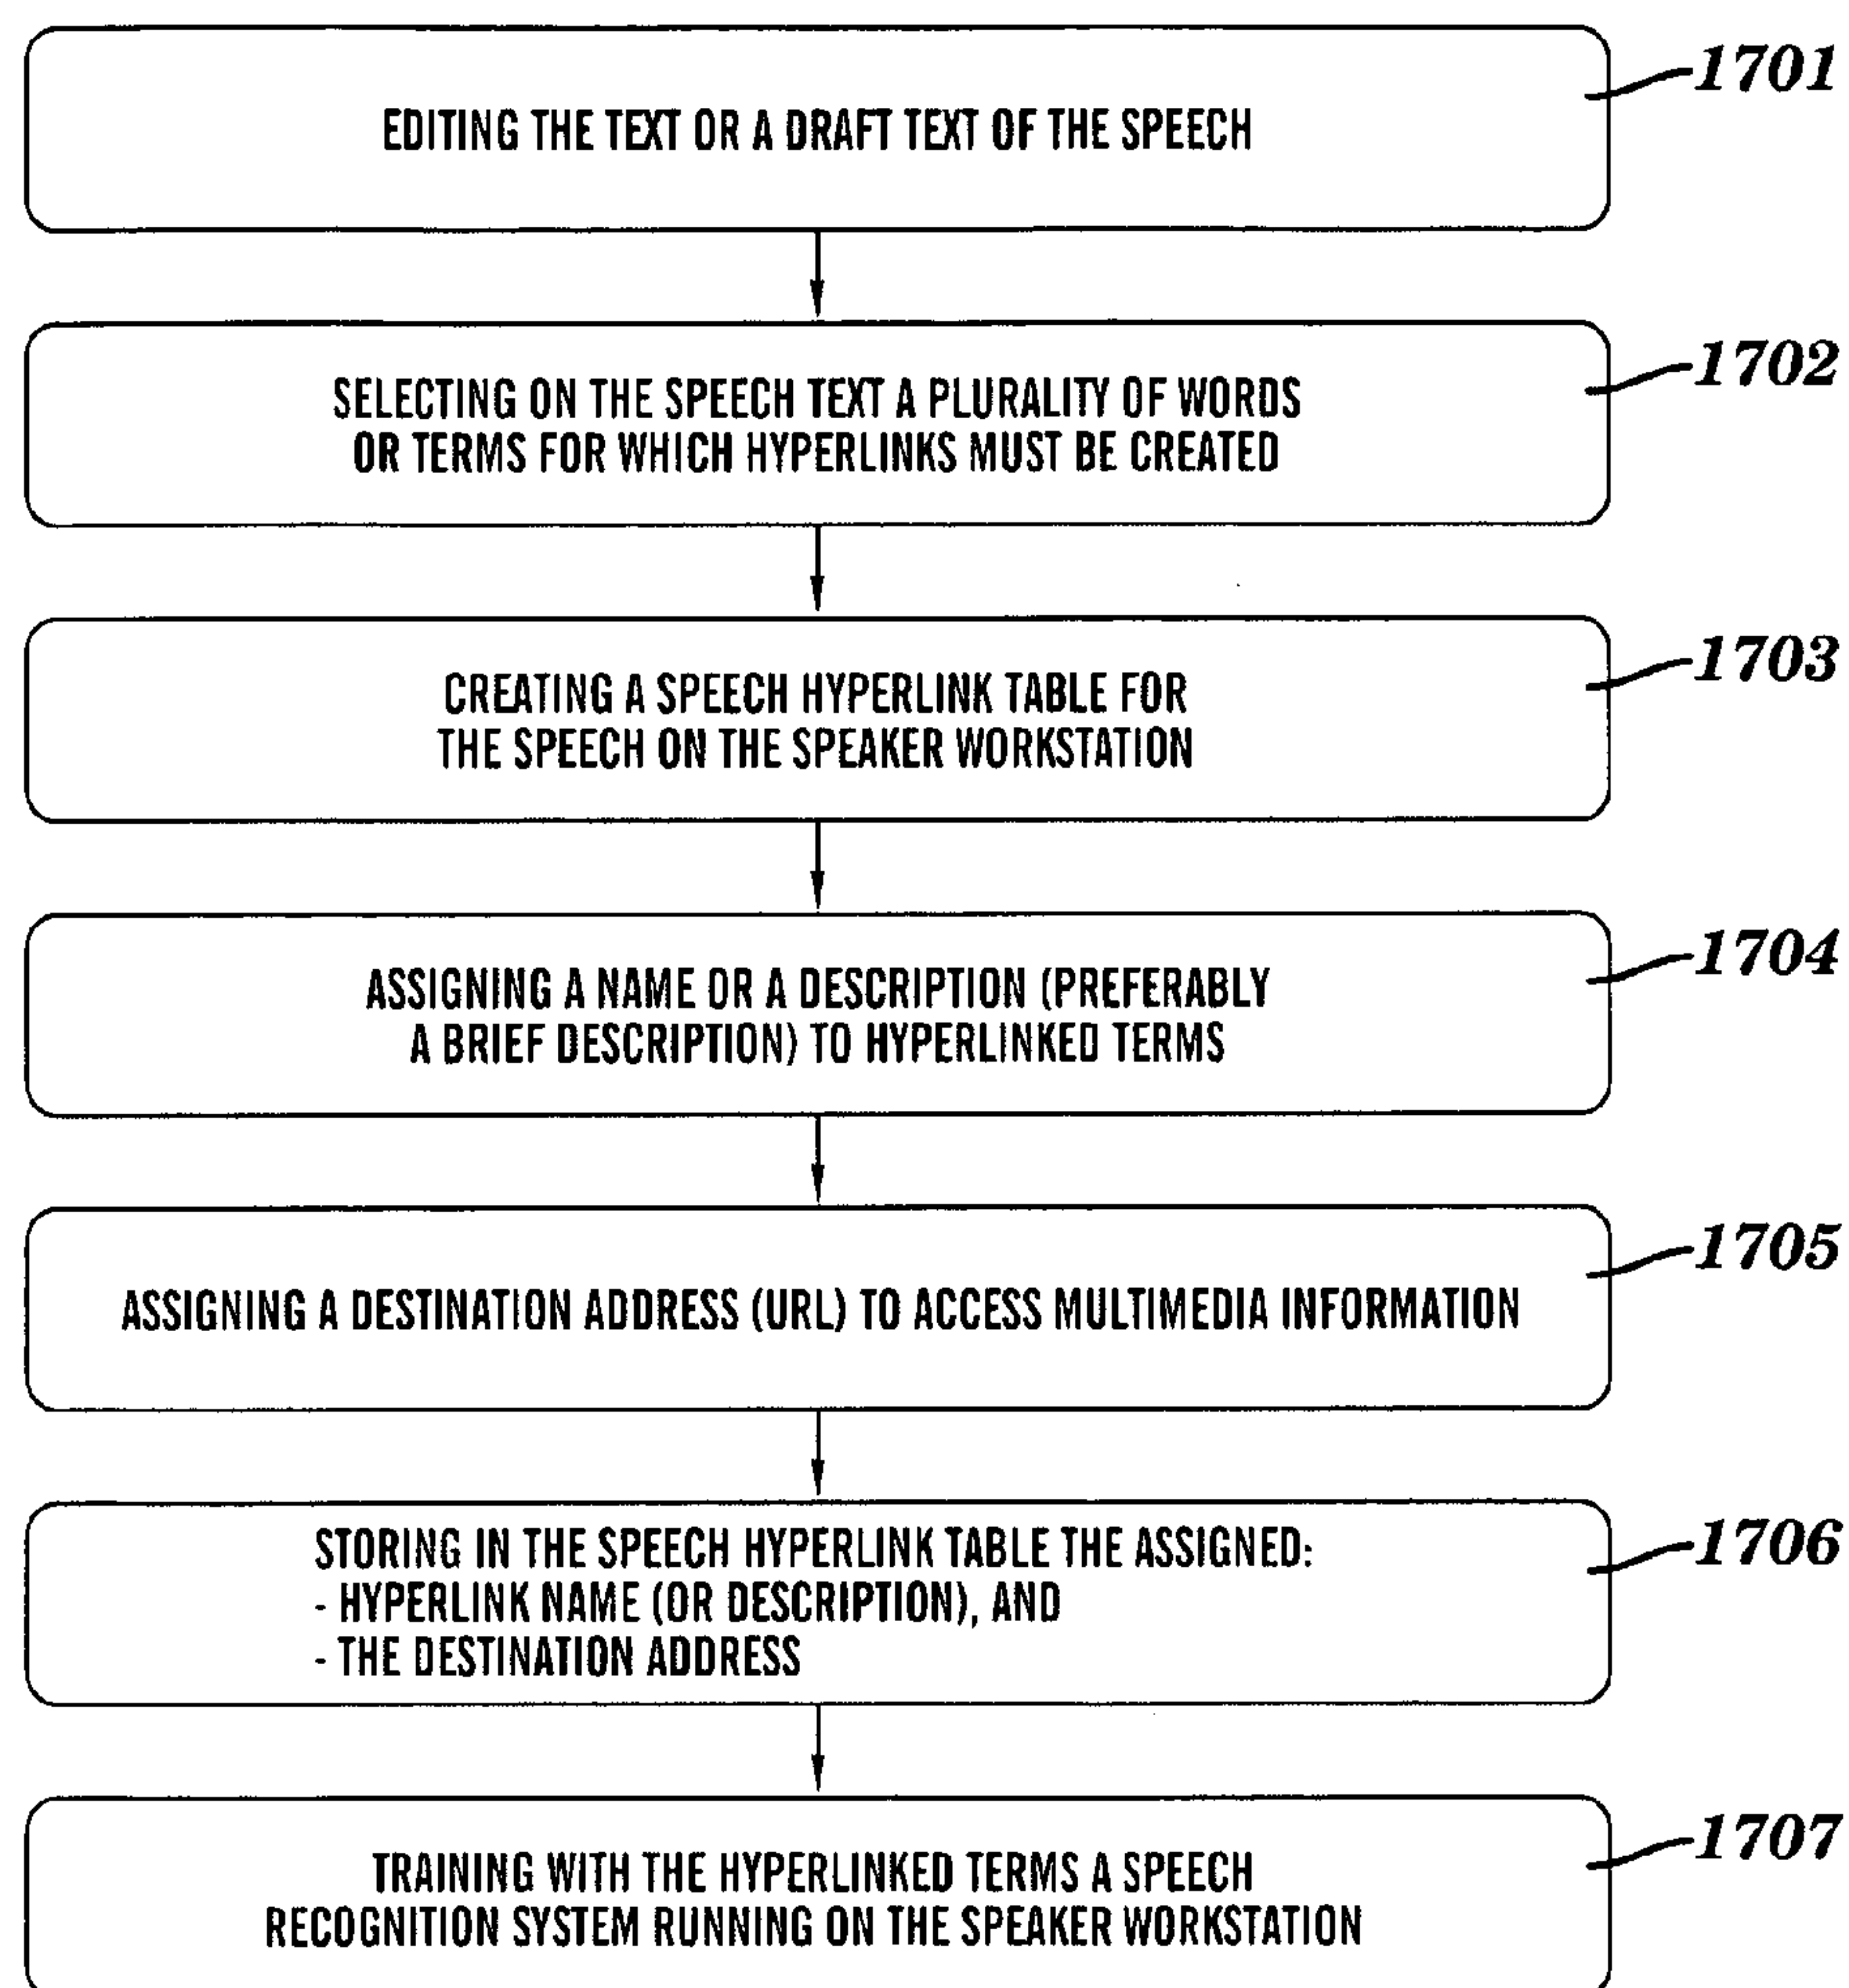 EDITING THE TEXT OR A DRAFT TEXT OF THE SPEECH
1701
SELECTING ON THE SPEECH TEXT A PLURALITY OF WORDS
OR TERMS FOR WHICH HYPERLINKS MUST BE CREATED
1702
CREATING A SPEECH HYPERLINK TABLE FOR
THE SPEECH ON THE SPEAKER WORKSTATION
1703
ASSIGNING A NAME OR A DESCRIPTION (PREFERABLY
A BRIEF DESCRIPTION) TO HYPERLINKED TERMS
1704
ASSIGNING A DESTINATION ADDRESS (URL) TO ACCESS MULTIMEDIA INFORMATION
1705
STORING IN THE SPEECH HYPERLINK TABLE THE ASSIGNED:
- HYPERLINK NAME (OR DESCRIPTION), AND
- THE DESTINATION ADDRESS
1706
TRAINING WITH THE HYPERLINKED TERMS A SPEECH
RECOGNITION SYSTEM RUNNING ON THE SPEAKER WORKSTATION
1707